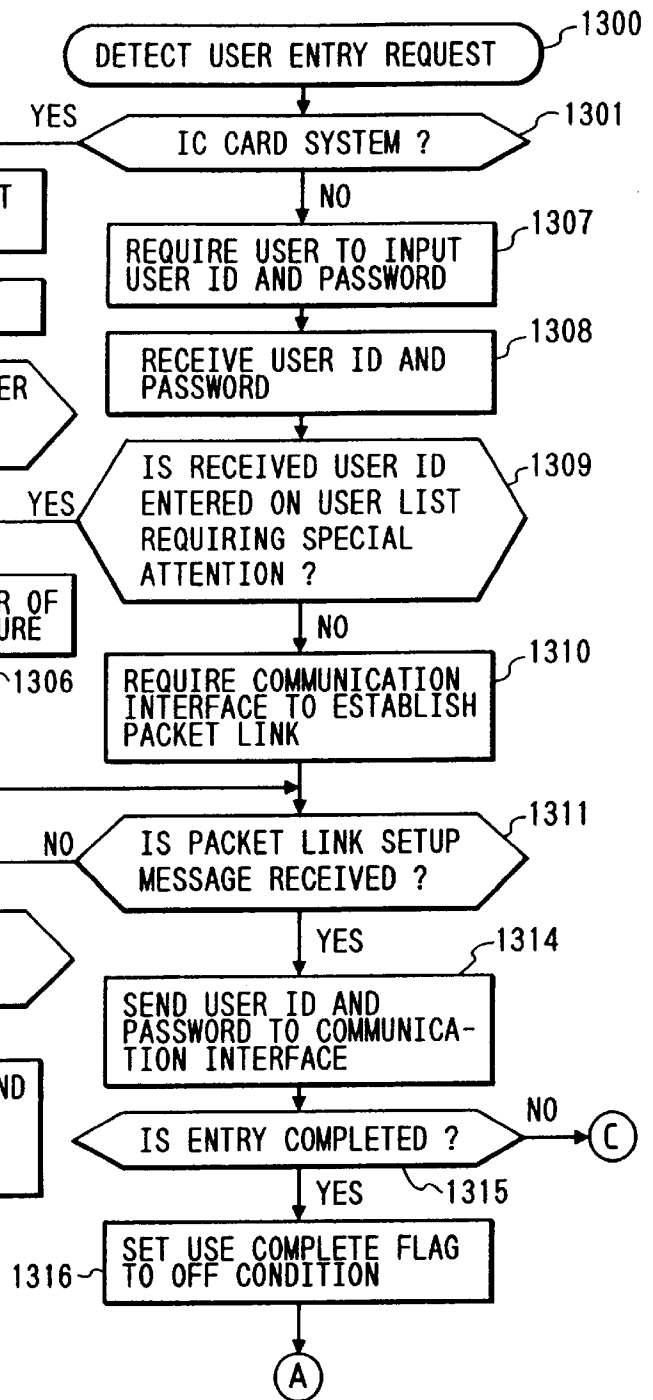 DETECT USER ENTRY REQUEST
1300
YES
IC CARD SYSTEM ?
1301
NO
REQUIRE USER TO INPUT
USER ID AND PASSWORD
1307
RECEIVE USER ID AND
PASSWORD
1308
IS RECEIVED USER ID
ENTERED ON USER LIST
REQUIRING SPECIAL
ATTENTION ?
1309
YES
NO
1306
REQUIRE COMMUNICATION
INTERFACE TO ESTABLISH
PACKET LINK
1310
NO
IS PACKET LINK SETUP
MESSAGE RECEIVED ?
1311
YES
SEND USER ID AND
PASSWORD TO COMMUNICA-
TION INTERFACE
1314
IS ENTRY COMPLETED ?
NO
C
1315
YES
SET USE COMPLETE FLAG
TO OFF CONDITION
1316
A